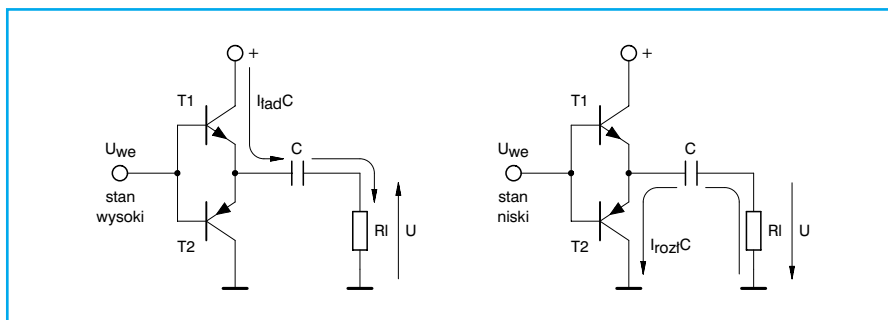 +
T1
IładC
C
Uwe
stan
wysoki
T2
Rl
U
+
T1
C
Uwe
stan
niski
T2
IrozłC
Rl
U